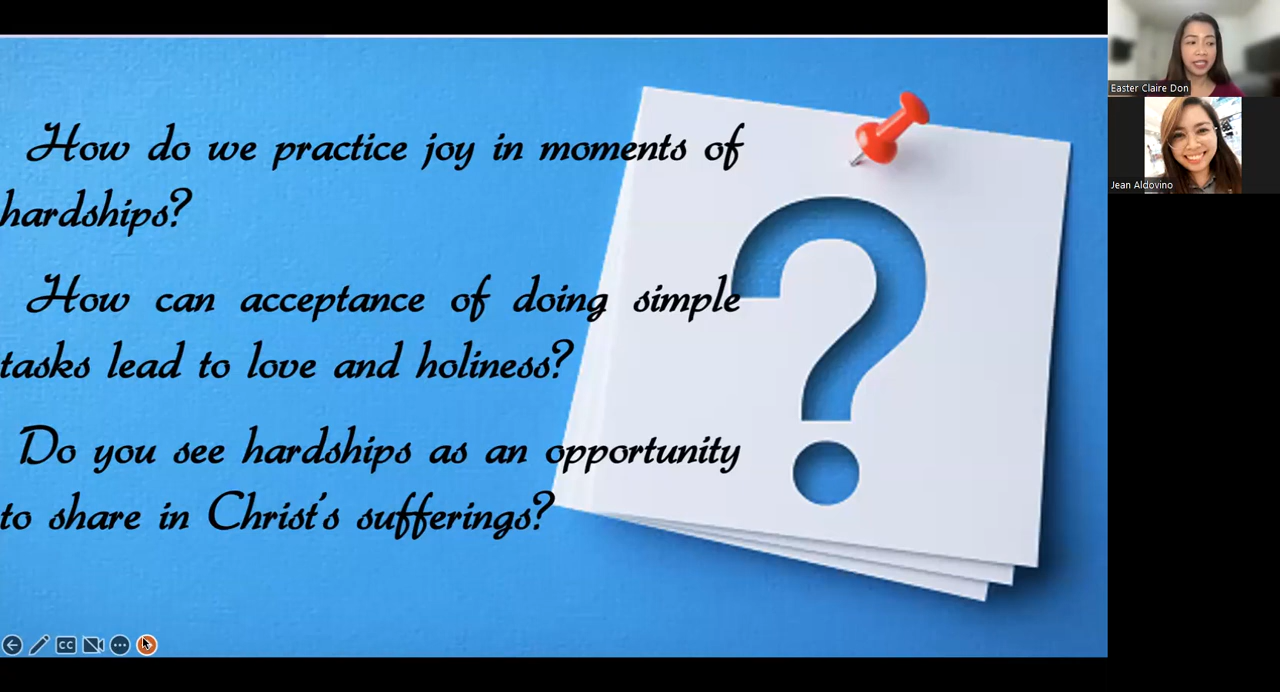 How do we practice joy in moments of
hardships?
How can acceptance of doing simple
tasks lead to love and holiness?
Do you see hardships as an opportunity
to share in Christ's sufferings?
Easter Claire Don
Jean Aldovino
CC